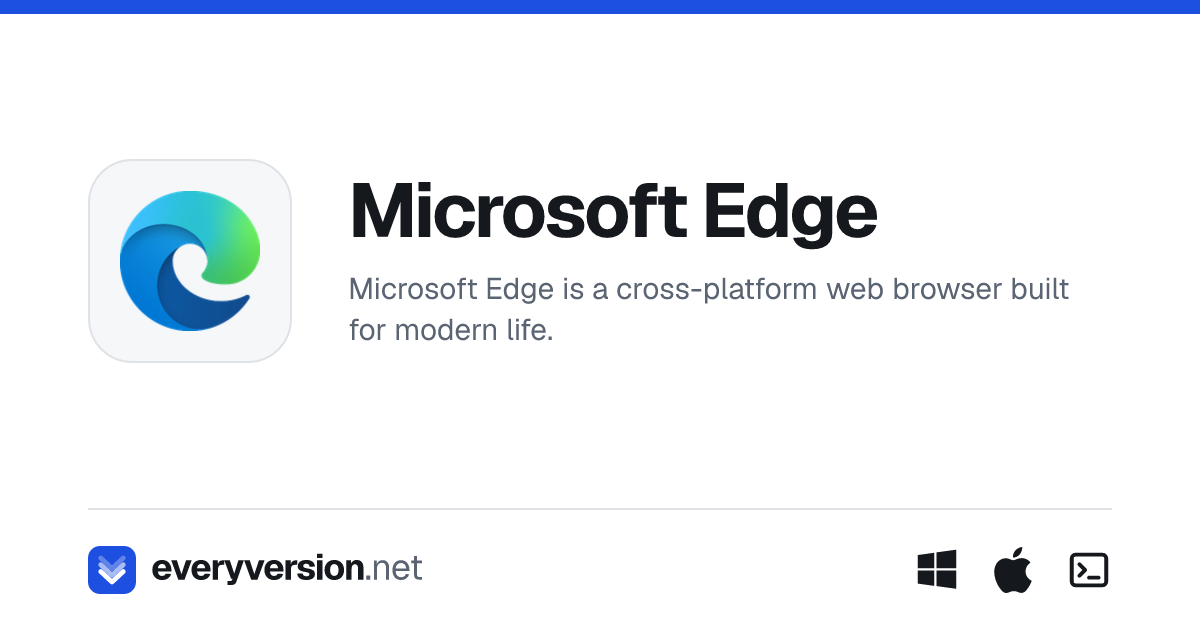 Microsoft Edge
Microsoft Edge is a cross-platform web browser built
for modern life.
everyversion.net